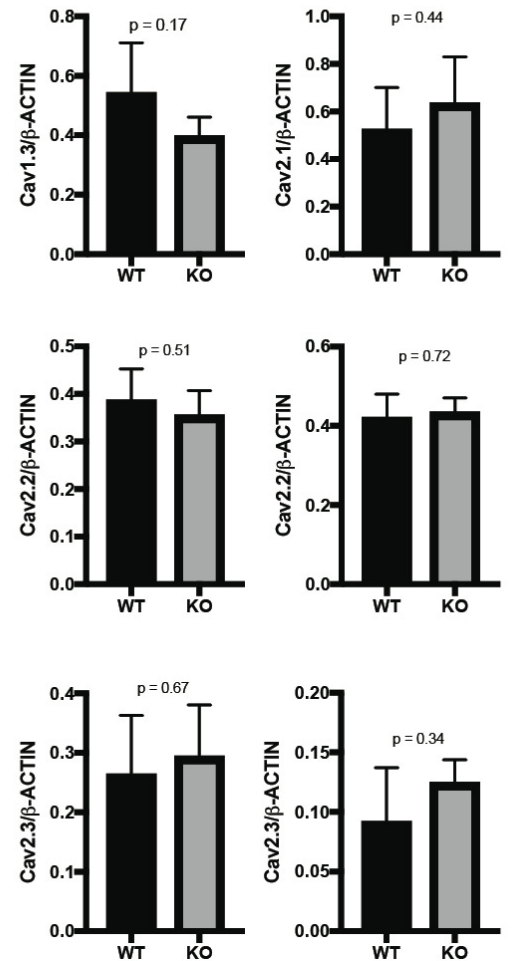 p = 0.17
Cav1.3/β-ACTIN
0.8
0.6
0.4
0.2
0.0
WT KO
p = 0.44
Cav2.1/β-ACTIN
1.0
0.8
0.6
0.4
0.2
0.0
WT KO
p = 0.51
Cav2.2/β-ACTIN
0.5
0.4
0.3
0.2
0.1
0.0
WT KO
p = 0.72
Cav2.2/β-ACTIN
0.6
0.4
0.2
0.0
WT KO
p = 0.67
Cav2.3/β-ACTIN
0.4
0.3
0.2
0.1
0.0
WT KO
p = 0.34
Cav2.3/β-ACTIN
0.20
0.15
0.10
0.05
0.00
WT KO